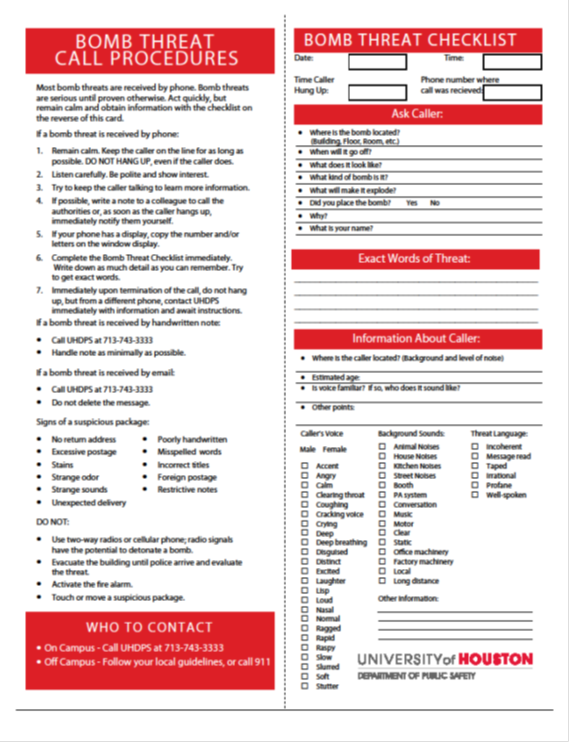 BOMB THREAT
CALL PROCEDURES
Most bomb threats are received by phone. Bomb threats
are serious until proven otherwise. Act quickly, but
remain calm and obtain information with the checklist on
the reverse of this card.
If a bomb threat is received by phone:
1. Remain calm. Keep the caller on the line for as long as
possible. DO NOT HANG UP, even if the caller does.
2. Listen carefully. Be polite and show interest.
3. Try to keep the caller talking to learn more information.
4. If possible, write a note to a colleague to call the
authorities or, as soon as the caller hangs up,
immediately notify them yourself.
5. If your phone has a display, copy the number and/or
letters on the window display.
6. Complete the Bomb Threat Checklist immediately.
Write down as much detail as you can remember. Try
to get exact words.
7. Immediately upon termination of the call, do not hang
up, but from a different phone, contact UHDPS
immediately with information and await instructions.
If a bomb threat is received by handwritten note:
• Call UHDPS at 713-743-3333
• Handle note as minimally as possible.
If a bomb threat is received by email:
• Call UHDPS at 713-743-3333
• Do not delete the message.
Signs of a suspicious package:
• No return address
• Excessive postage
• Stains
• Strange odor
• Strange sounds
• Unexpected delivery
• Poorly handwritten
• Misspelled words
• Incorrect titles
• Foreign postage
• Restrictive notes
DO NOT:
• Use two-way radios or cellular phone; radio signals
have the potential to detonate a bomb.
• Evacuate the building until police arrive and evaluate
the threat.
• Activate the fire alarm.
• Touch or move a suspicious package.
WHO TO CONTACT
• On Campus - Call UHDPS at 713-743-3333
• Off Campus - Follow your local guidelines, or call 911
BOMB THREAT CHECKLIST
Date: Time:
Time Caller Phone number where
Hung Up: call was recieved:
Ask Caller:
• Where is the bomb located?
(Building, Floor, Room, etc.)
• When will it go off?
• What does it look like?
• What kind of bomb is it?
• What will make it explode?
• Did you place the bomb? Yes No
• Why?
• What is your name?
Exact Words of Threat:
Information About Caller:
• Where is the caller located? (Background and level of noise)
• Estimated age:
• Is voice familiar? If so, who does it sound like?
• Other points:
Caller's Voice
Male Female
Accent
Angry
Calm
Clearing throat
Coughing
Cracking voice
Crying
Deep
Deep breathing
Disguised
Distinct
Excited
Laughter
Lisp
Loud
Nasal
Normal
Ragged
Rapid
Raspy
Slow
Slurred
Soft
Stutter
Background Sounds:
Animal Noises
House Noises
Kitchen Noises
Street Noises
Booth
PA system
Conversation
Music
Motor
Clear
Static
Office machinery
Factory machinery
Local
Long distance
Other Information:
Threat Language:
Incoherent
Message read
Taped
Irrational
Profane
Well-spoken
UNIVERSITY of HOUSTON
DEPARTMENT OF PUBLIC SAFETY